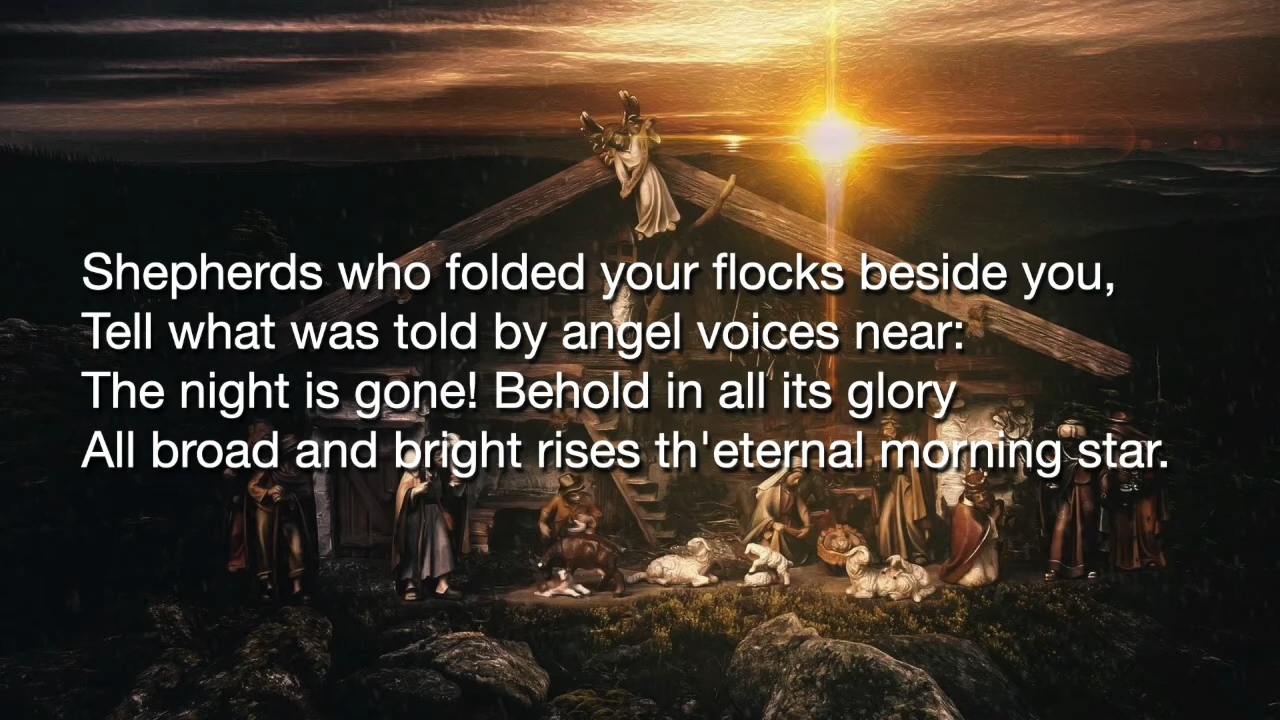 Shepherds who folded your flocks beside you,
Tell what was told by angel voices near:
The night is gone! Behold in all its glory
All broad and bright rises th'eternal morning star.